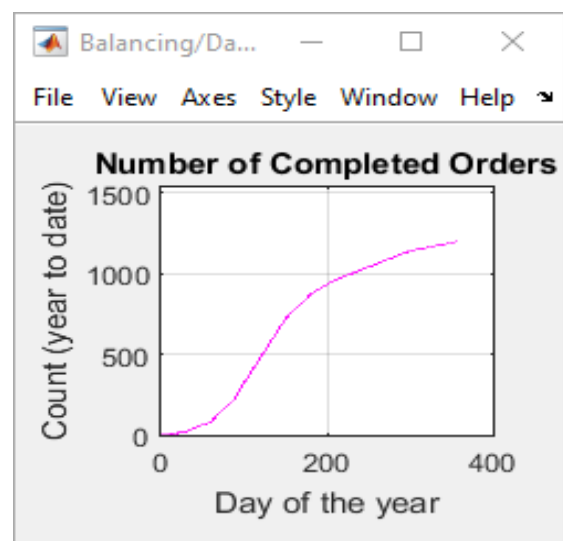 Balancing/Da...
File View Axes Style Window Help
Number of Completed Orders
Count (year to date)
1500
1000
500
0
0 200 400
Day of the year